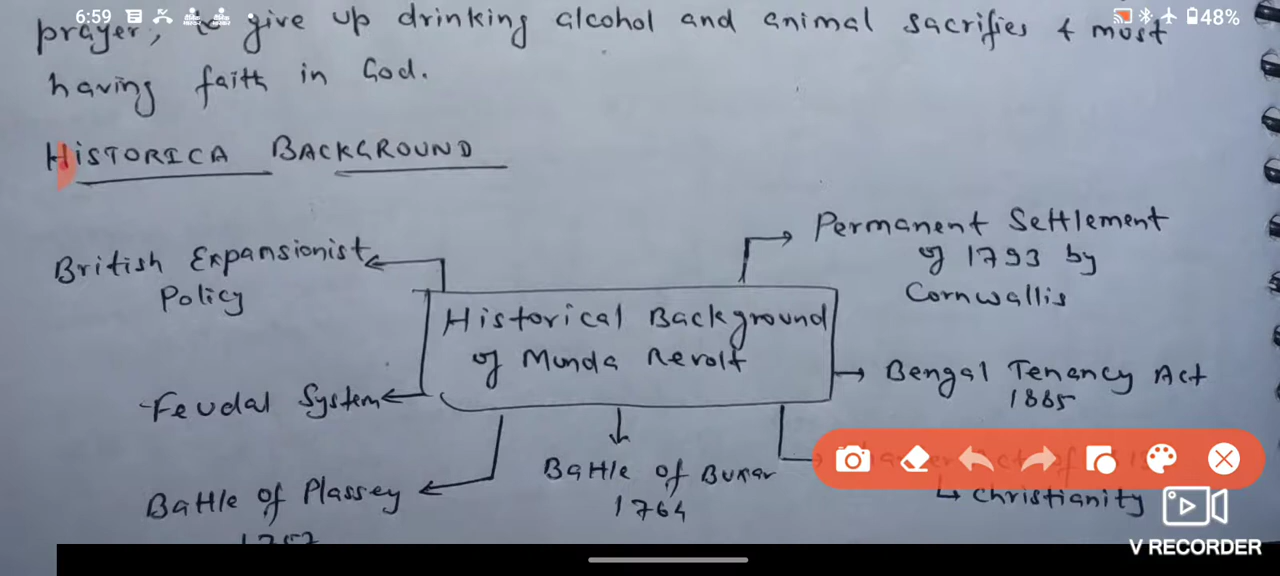 6:59
48%
prayer, to give up drinking alcohol and animal sacrifies & most
having faith in God.
HISTORICA BACKGROUND
British Expansionist
Policy
Permanent Settlement
of 1793 by
Cornwallis
Historical Background
of Munda Revolt
Feudal System
Bengal Tenancy Act
1885
Battle of Plassey
1757
Battle of Buxar
1764
Christianity
V RECORDER